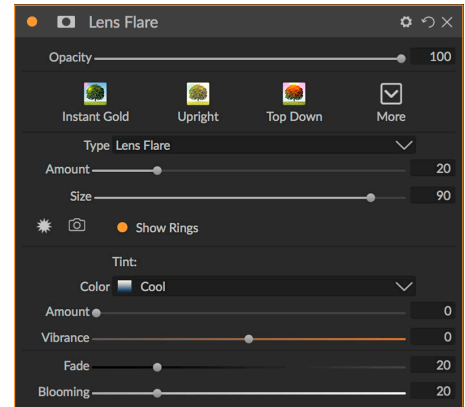 Lens Flare
Opacity 100
Instant Gold Upright Top Down More
Type Lens Flare
Amount 20
Size 90
Show Rings
Tint:
Color Cool
Amount 0
Vibrance 0
Fade 20
Blooming 20